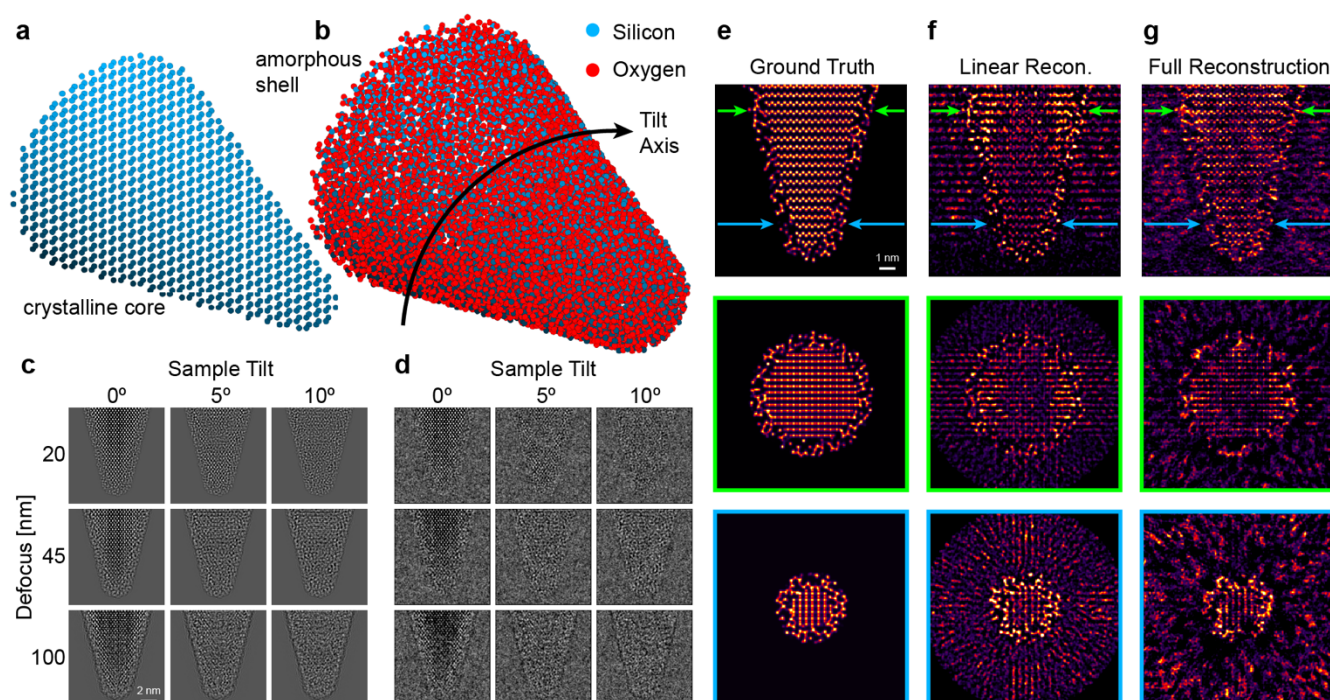 a
b
amorphous
shell
Silicon
Oxygen
Tilt
Axis
crystalline core
c
Sample Tilt
0º
5º
10º
Defocus [nm]
20
45
100
2 nm
d
Sample Tilt
0º
5º
10º
e
f
g
Ground Truth
Linear Recon.
Full Reconstruction
1 nm